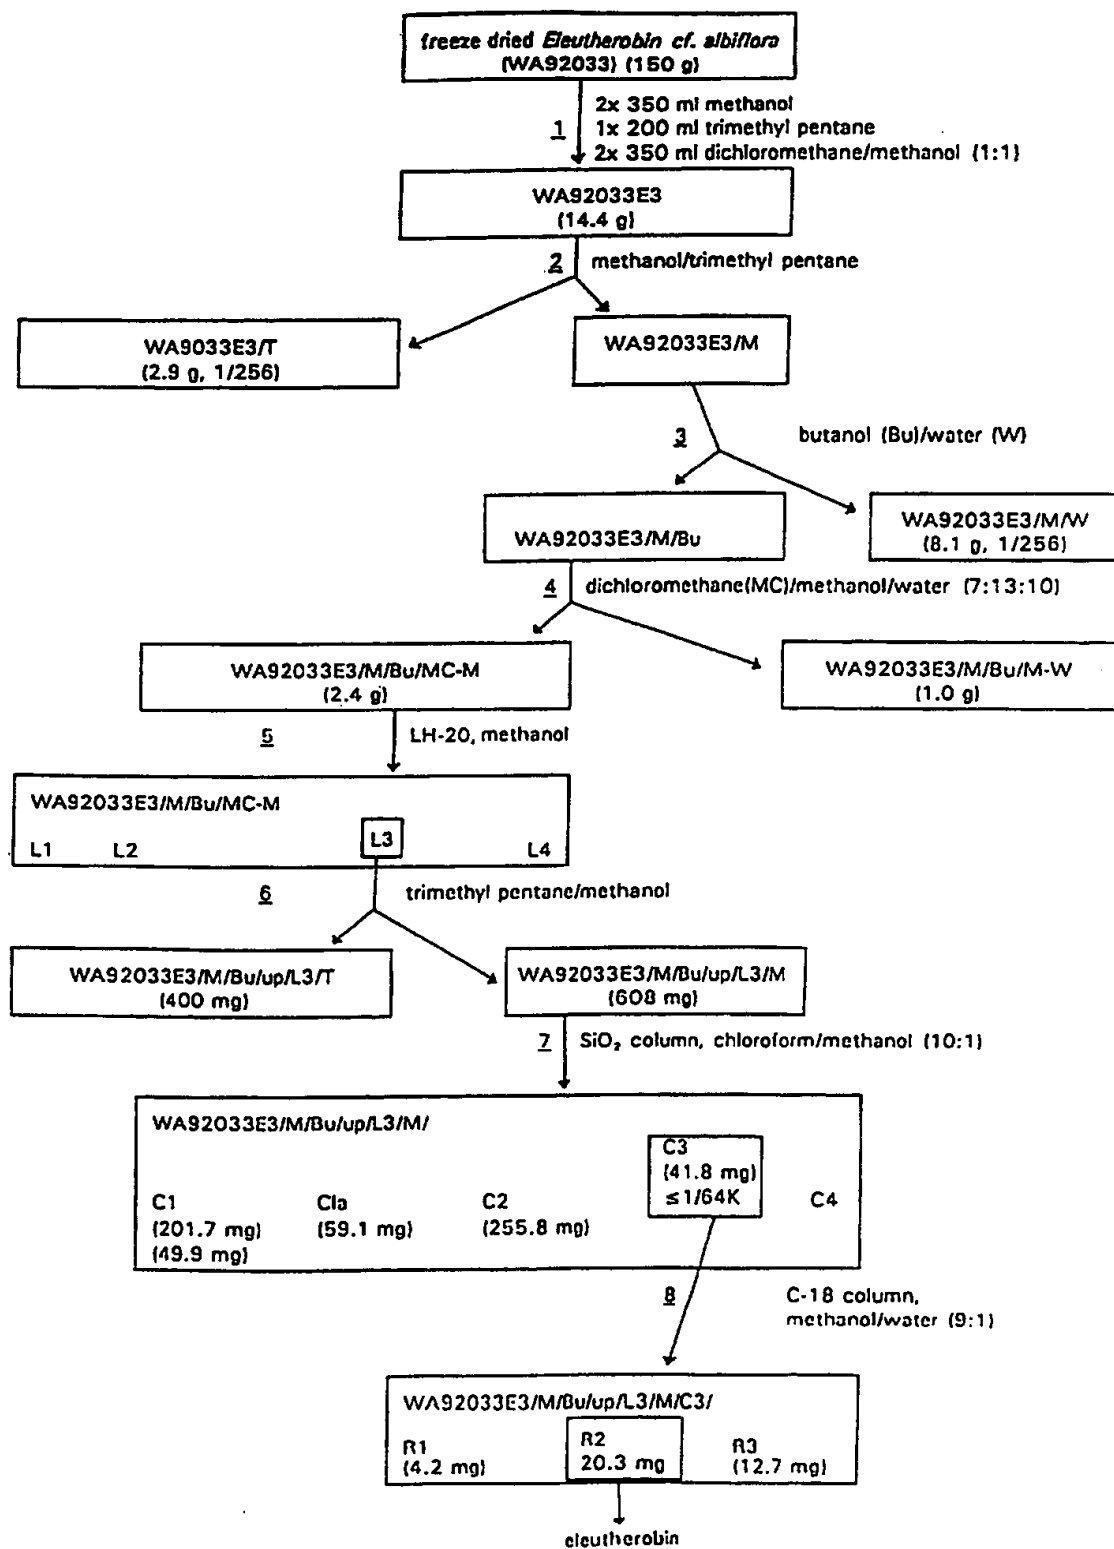 freeze dried Eleutherobin cf. albiflora
(WA92033) (150 g)
1
2x 350 ml methanol
1x 200 ml trimethyl pentane
2x 350 ml dichloromethane/methanol (1:1)
WA92033E3
(14.4 g)
2
methanol/trimethyl pentane
WA9033E3/T
(2.9 g, 1/256)
WA92033E3/M
3
butanol (Bu)/water (W)
WA92033E3/M/Bu
WA92033E3/M/W
(8.1 g, 1/256)
4
dichloromethane(MC)/methanol/water (7:13:10)
WA92033E3/M/Bu/MC-M
(2.4 g)
WA92033E3/M/Bu/M-W
(1.0 g)
5
LH-20, methanol
WA92033E3/M/Bu/MC-M
L1 L2 L3 L4
6
trimethyl pentane/methanol
WA92033E3/M/Bu/up/L3/T
(400 mg)
WA92033E3/M/Bu/up/L3/M
(608 mg)
7
SiO₂ column, chloroform/methanol (10:1)
WA92033E3/M/Bu/up/L3/M/
C1
(201.7 mg)
(49.9 mg)
Cla
(59.1 mg)
C2
(255.8 mg)
C3
(41.8 mg)
≤1/64K
C4
8
C-18 column,
methanol/water (9:1)
WA92033E3/M/Bu/up/L3/M/C3/
R1
(4.2 mg)
R2
20.3 mg
R3
(12.7 mg)
eleutherobin